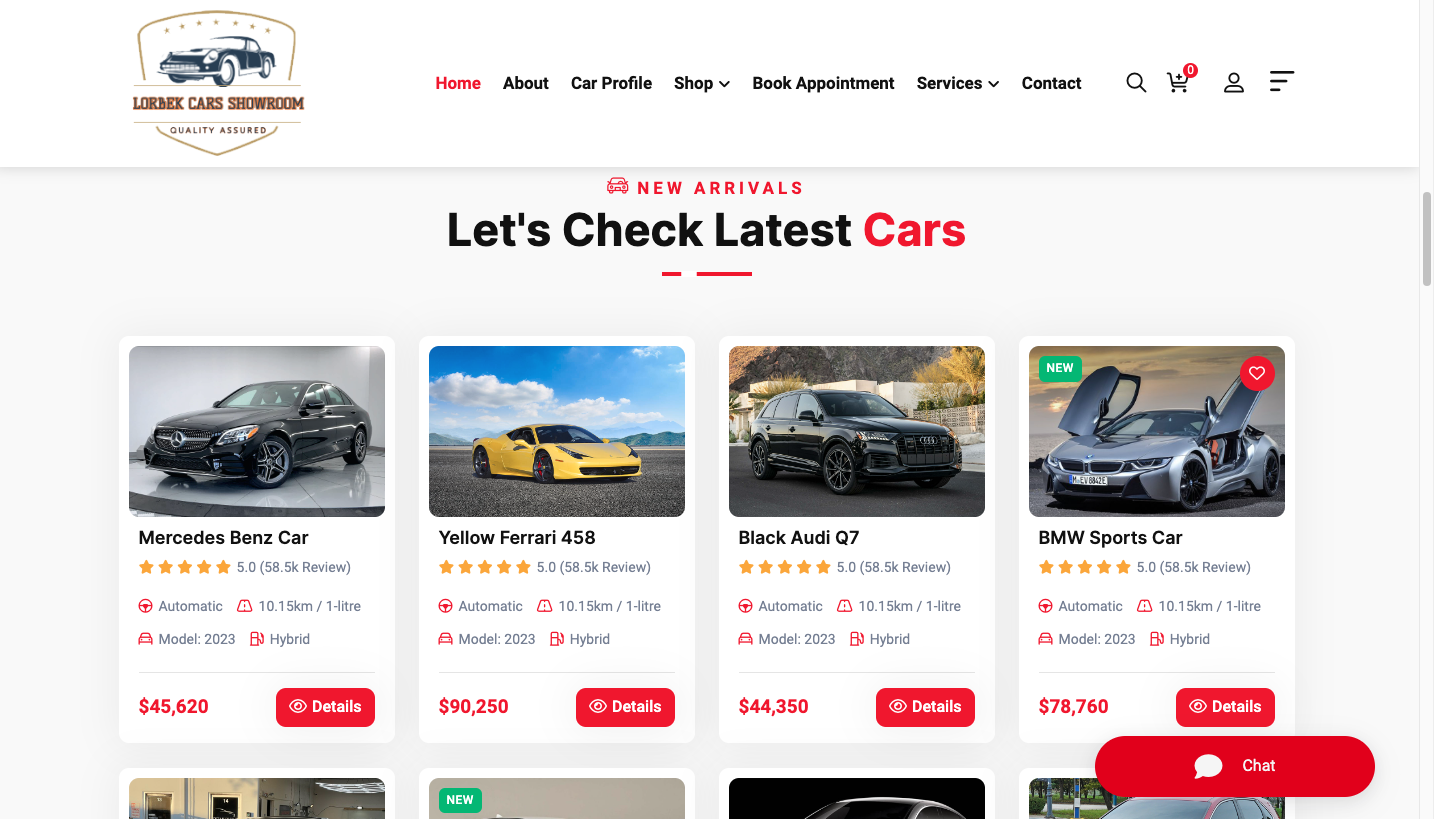 LORBEK CARS SHOWROOM
QUALITY ASSURED
Home About Car Profile Shop Book Appointment Services Contact 0
NEW ARRIVALS
Let's Check Latest Cars
NEW
M·EV8842E
Mercedes Benz Car
5.0 (58.5k Review)
Automatic 10.15km / 1-litre
Model: 2023 Hybrid
$45,620 Details
Yellow Ferrari 458
5.0 (58.5k Review)
Automatic 10.15km / 1-litre
Model: 2023 Hybrid
$90,250 Details
Black Audi Q7
5.0 (58.5k Review)
Automatic 10.15km / 1-litre
Model: 2023 Hybrid
$44,350 Details
BMW Sports Car
5.0 (58.5k Review)
Automatic 10.15km / 1-litre
Model: 2023 Hybrid
$78,760 Details
Chat
NEW